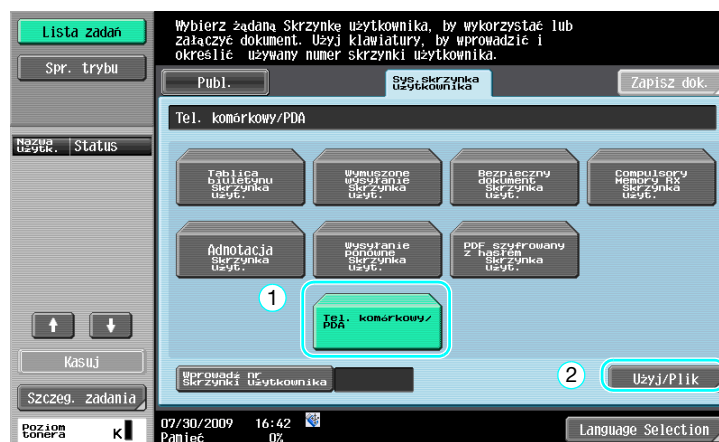 Lista zadań
Spr. trybu
Nazwa użytk.
Status
Kasuj
Szczeg. zadania
Poziom tonera
K
Wybierz żądaną Skrzynkę użytkownika, by wykorzystać lub
załączyć dokument. Użyj klawiatury, by wprowadzić i
określić używany numer skrzynki użytkownika.
Publ.
Sys.skrzynka
użytkownika
Zapisz dok.
Tel. komórkowy/PDA
Tablica
biuletynu
Skrzynka
użyt.
Wymuszone
wysyłanie
Skrzynka
użyt.
Bezpieczny
dokument
Skrzynka
użyt.
Compulsory
Memory RX
Skrzynka
użyt.
Adnotacja
Skrzynka
użyt.
Wysyłanie
ponowne
Skrzynka
użyt.
PDF szyfrowany
z hasłem
Skrzynka
użyt.
1
Tel. komórkowy/
PDA
Wprowadź nr
Skrzynki użytkownika
2
Użyj/Plik
07/30/2009 16:42
Pamięć 0%
Language Selection